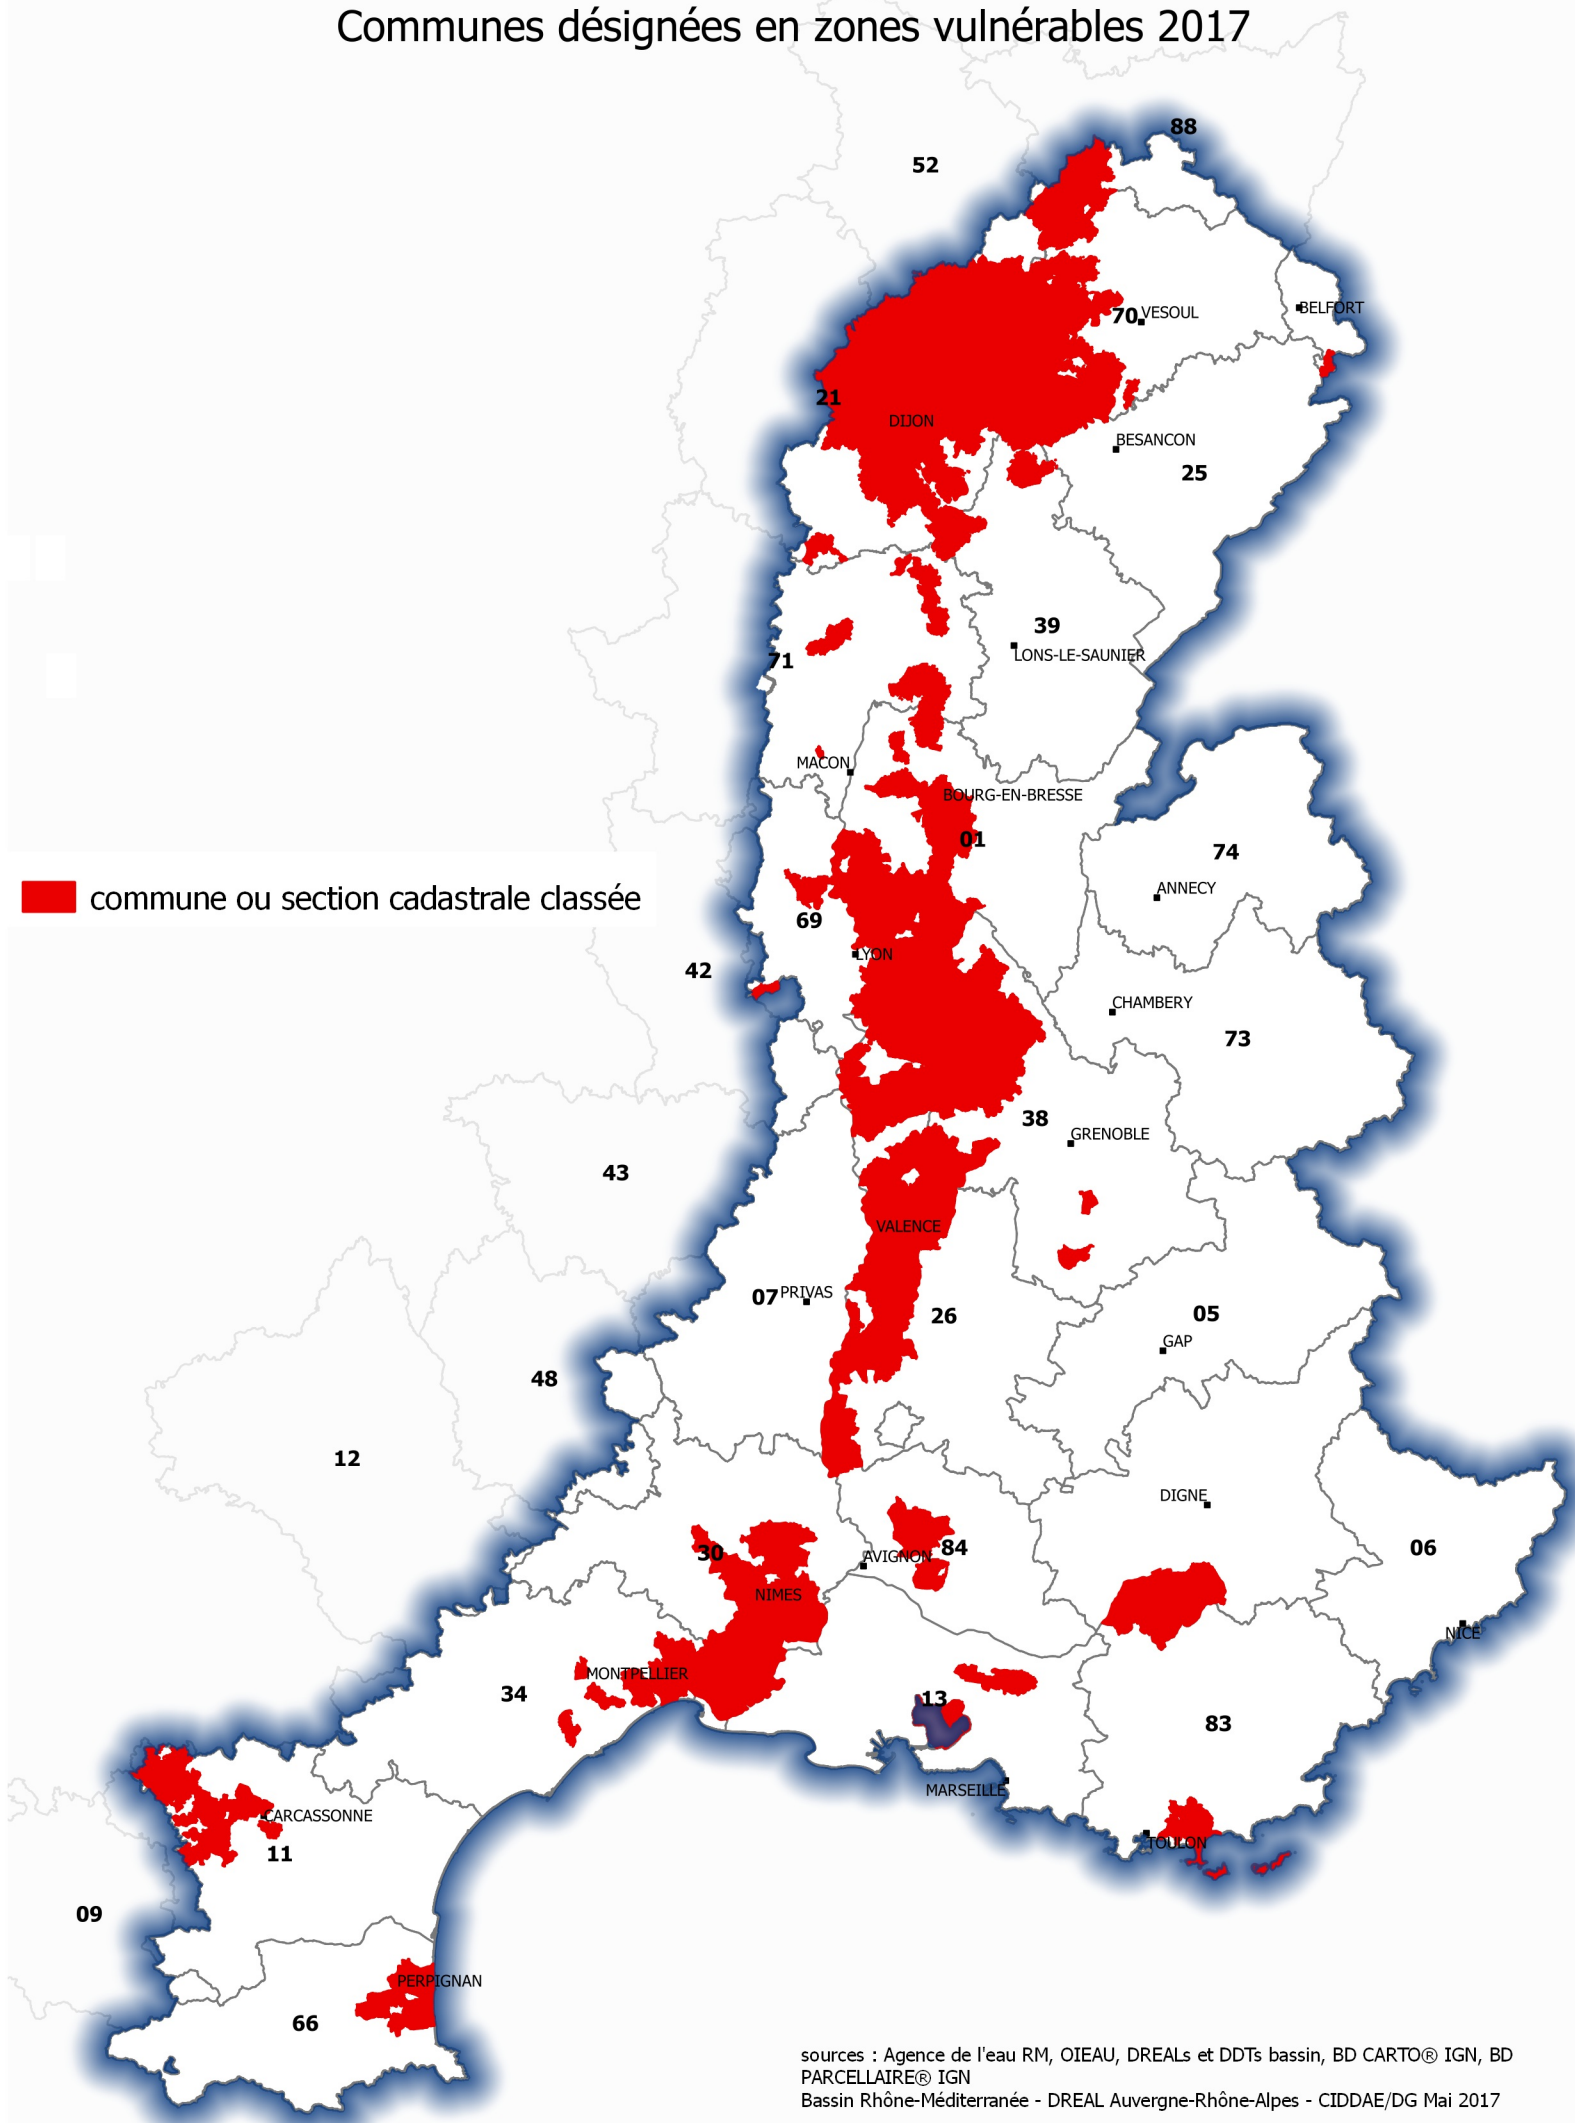 Communes désignées en zones vulnérables 2017
88
52
70 VESOUL
BELFORT
21
DIJON
BESANCON
25
39
LONS-LE-SAUNIER
71
MACON
BOURG-EN-BRESSE
01
74
ANNECY
commune ou section cadastrale classée
69
LYON
42
CHAMBERY
73
38
GRENOBLE
43
VALENCE
07 PRIVAS
26
05
GAP
48
12
DIGNE
30
AVIGNON 84
06
NIMES
NICE
MONTPELLIER
34
13
83
MARSEILLE
CARCASSONNE
TOULON
11
09
PERPIGNAN
66
sources : Agence de l'eau RM, OIEAU, DREALs et DDTs bassin, BD CARTO® IGN, BD
PARCELLAIRE® IGN
Bassin Rhône-Méditerranée - DREAL Auvergne-Rhône-Alpes - CIDDAE/DG Mai 2017